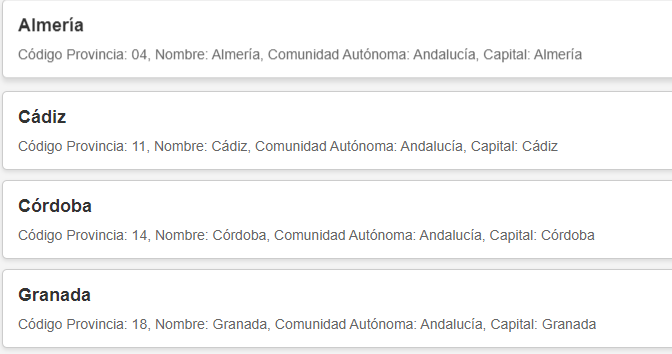 Almería
Código Provincia: 04, Nombre: Almería, Comunidad Autónoma: Andalucía, Capital: Almería
Cádiz
Código Provincia: 11, Nombre: Cádiz, Comunidad Autónoma: Andalucía, Capital: Cádiz
Córdoba
Código Provincia: 14, Nombre: Córdoba, Comunidad Autónoma: Andalucía, Capital: Córdoba
Granada
Código Provincia: 18, Nombre: Granada, Comunidad Autónoma: Andalucía, Capital: Granada